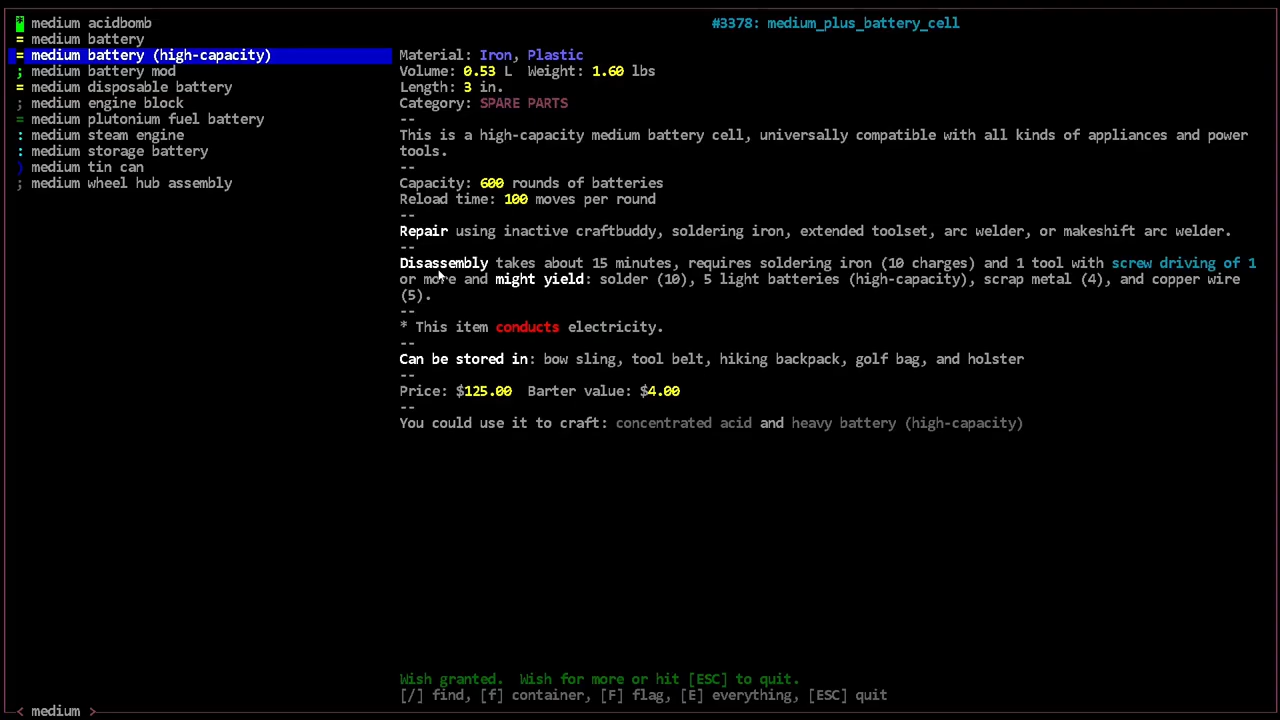 * medium acidbomb
#3378: medium_plus_battery_cell
= medium battery
= medium battery (high-capacity)
Material: Iron, Plastic
; medium battery mod
Volume: 0.53 L  Weight: 1.60 lbs
= medium disposable battery
Length: 3 in.
; medium engine block
Category: SPARE PARTS
= medium plutonium fuel battery
--
: medium steam engine
This is a high-capacity medium battery cell, universally compatible with all kinds of appliances and power
: medium storage battery
tools.
) medium tin can
--
; medium wheel hub assembly
Capacity: 600 rounds of batteries
Reload time: 100 moves per round
--
Repair using inactive craftbuddy, soldering iron, extended toolset, arc welder, or makeshift arc welder.
--
Disassembly takes about 15 minutes, requires soldering iron (10 charges) and 1 tool with screw driving of 1
or more and might yield: solder (10), 5 light batteries (high-capacity), scrap metal (4), and copper wire
(5).
--
* This item conducts electricity.
--
Can be stored in: bow sling, tool belt, hiking backpack, golf bag, and holster
--
Price: $125.00  Barter value: $4.00
--
You could use it to craft: concentrated acid and heavy battery (high-capacity)
Wish granted.  Wish for more or hit [ESC] to quit.
[/] find, [f] container, [F] flag, [E] everything, [ESC] quit
< medium >